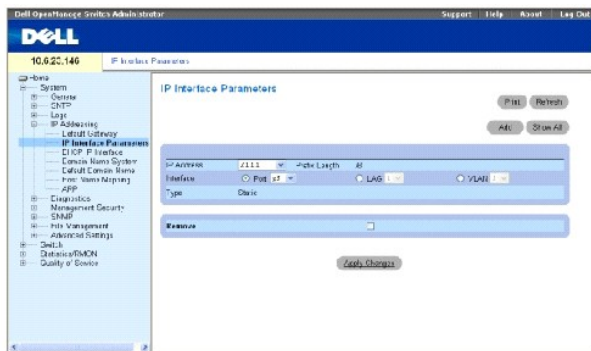 Dell OpenManage Switch Administrator
Support Help About Log Out
DELL
10.6.23.146
IP Interface Parameters
Home
System
General
SNTP
Logs
IP Addressing
Default Gateway
IP Interface Parameters
DHCP IP Interface
Domain Name System
Default Domain Name
Host Name Mapping
ARP
Diagnostics
Management Security
SNMP
File Management
Advanced Settings
Switch
Statistics/RMON
Quality of Service
IP Interface Parameters
Print Refresh
Add Show All
IP Address Prefix Length
Interface Port LAG VLAN
Type Static
Remove
Apply Changes